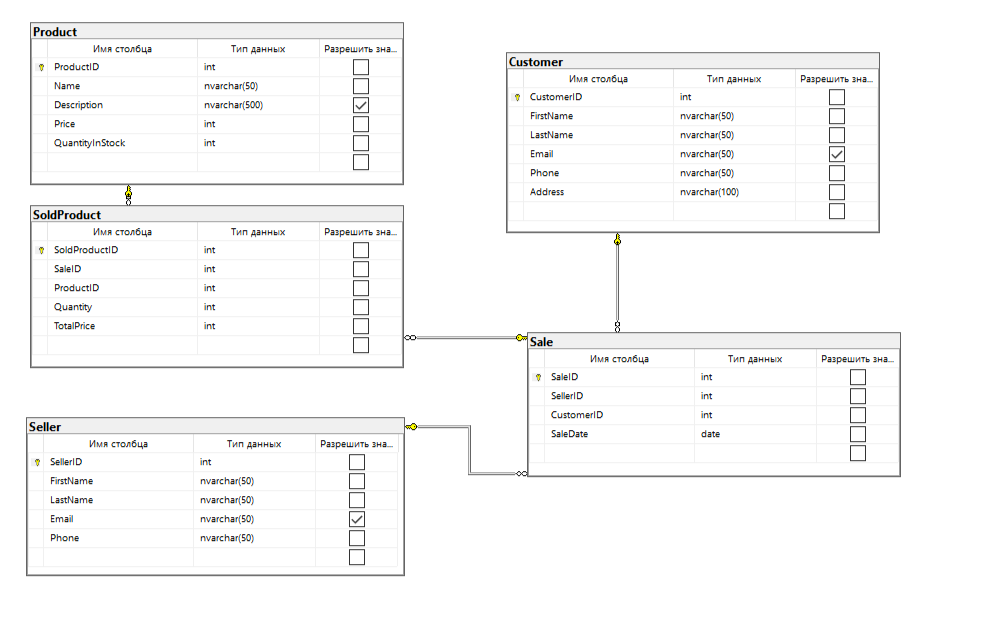 Product
Имя столбца Тип данных Разрешить зна...
ProductID int
Name nvarchar(50)
Description nvarchar(500)
Price int
QuantityInStock int
SoldProduct
Имя столбца Тип данных Разрешить зна...
SoldProductID int
SaleID int
ProductID int
Quantity int
TotalPrice int
Seller
Имя столбца Тип данных Разрешить зна...
SellerID int
FirstName nvarchar(50)
LastName nvarchar(50)
Email nvarchar(50)
Phone nvarchar(50)
Customer
Имя столбца Тип данных Разрешить зна...
CustomerID int
FirstName nvarchar(50)
LastName nvarchar(50)
Email nvarchar(50)
Phone nvarchar(50)
Address nvarchar(100)
Sale
Имя столбца Тип данных Разрешить зна...
SaleID int
SellerID int
CustomerID int
SaleDate date